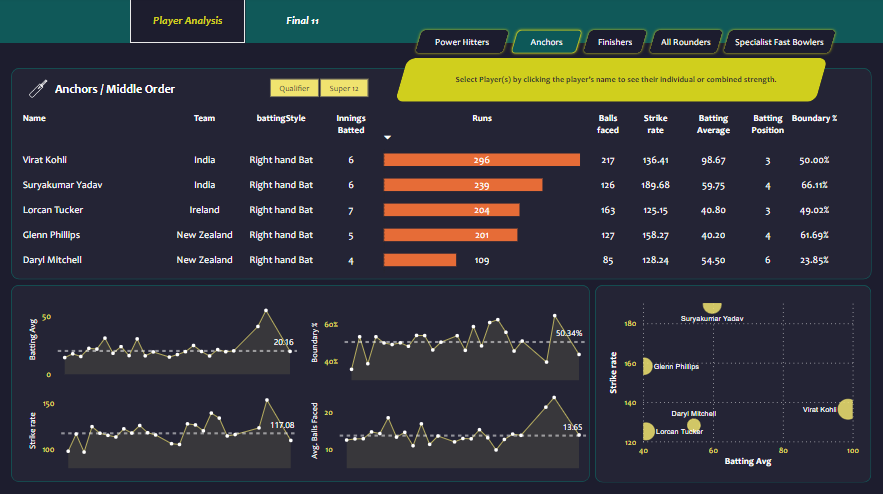 Player Analysis
Final 11
Power Hitters
Anchors
Finishers
All Rounders
Specialist Fast Bowlers
Select Player(s) by clicking the player's name to see their individual or combined strength.
Anchors / Middle Order
Qualifier
Super 12
Name Team battingStyle Innings Batted Runs Balls faced Strike rate Batting Average Batting Position Boundary %
Virat Kohli India Right hand Bat 6 296 217 136.41 98.67 3 50.00%
Suryakumar Yadav India Right hand Bat 6 239 126 189.68 59.75 4 66.11%
Lorcan Tucker Ireland Right hand Bat 7 204 163 125.15 40.80 3 49.02%
Glenn Phillips New Zealand Right hand Bat 5 201 127 158.27 40.20 4 61.69%
Daryl Mitchell New Zealand Right hand Bat 4 109 85 128.24 54.50 6 23.85%
Batting Avg
50
0
20.16
Boundary %
60%
40%
50.34%
Strike rate
150
100
117.08
Avg. Balls Faced
20
10
13.65
Strike rate
180
160
140
120
Suryakumar Yadav
Glenn Phillips
Virat Kohli
Daryl Mitchell
Lorcan Tucker
40 60 80 100
Batting Avg